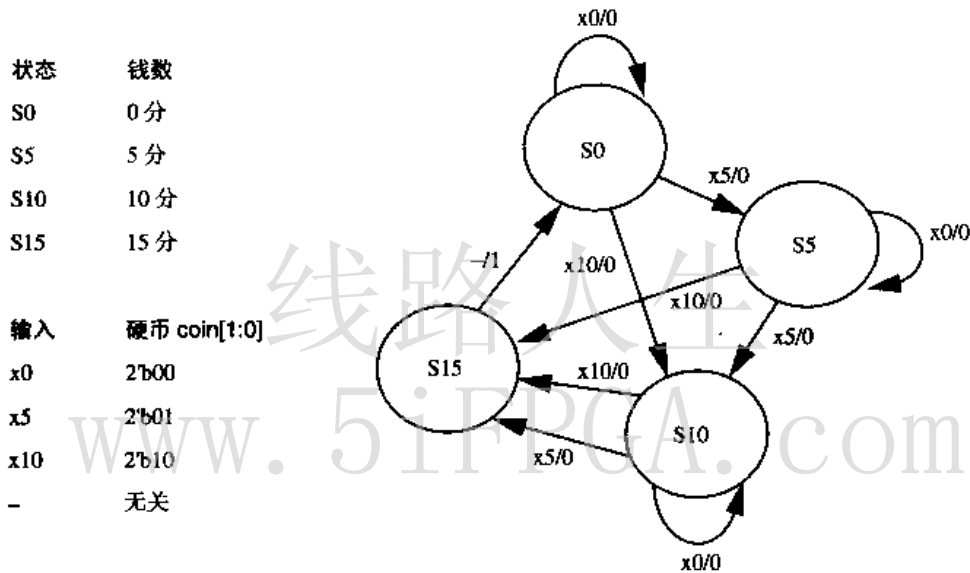 状态 钱数
S0 0分
S5 5分
S10 10分
S15 15分
输入 硬币 coin[1:0]
x0 2'b00
x5 2'b01
x10 2'b10
– 无关
x0/0
S0
x5/0
S5
x0/0
–/1
x10/0
x10/0
x5/0
S15
x10/0
S10
x5/0
x0/0
线路人生
www.5iFPGA.com